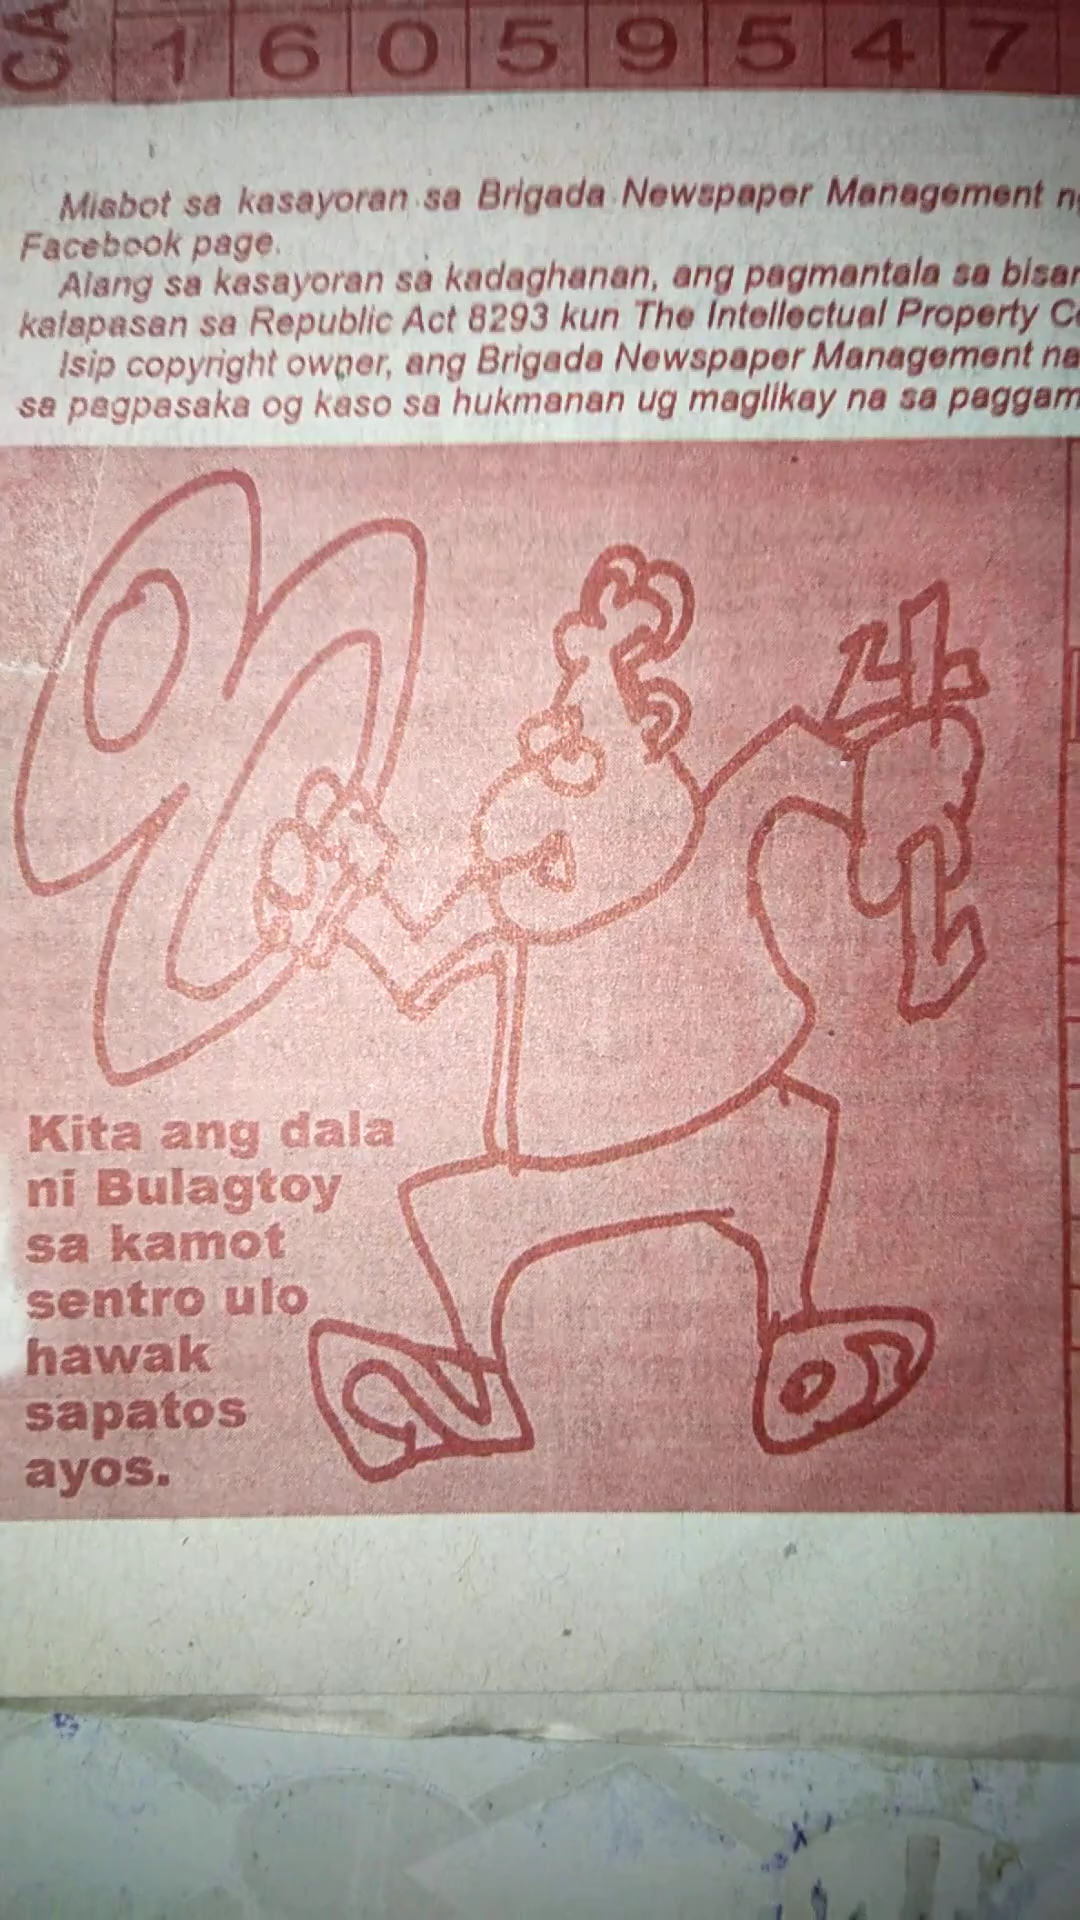 CA 1 6 0 5 9 5 4 7
Misbot sa kasayoran sa Brigada Newspaper Management
Facebook page.
Alang sa kasayoran sa kadaghanan, ang pagmantala sa
kalapasan sa Republic Act 8293 kun The Intellectual Property
Isip copyright owner, ang Brigada Newspaper Management na
sa pagpasaka og kaso sa hukmanan ug maglikay na sa
Kita ang dala
ni Bulagtoy
sa kamot
sentro ulo
hawak
sapatos
ayos.